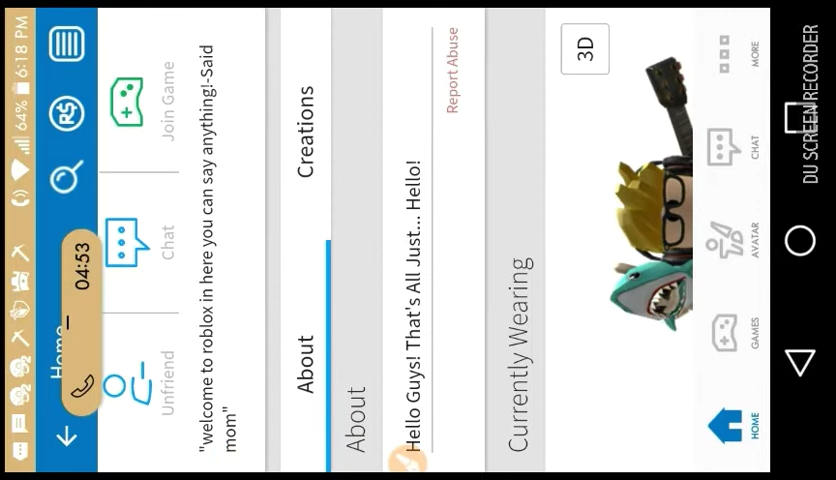 64% 6:18 PM
Home
04:53
R$
Unfriend
Chat
Join Game
"welcome to roblox in here you can say anything!-Said
mom"
About
Creations
About
Hello Guys! That's All Just... Hello!
Report Abuse
Currently Wearing
3D
HOME
GAMES
AVATAR
CHAT
MORE
DU SCREEN RECORDER